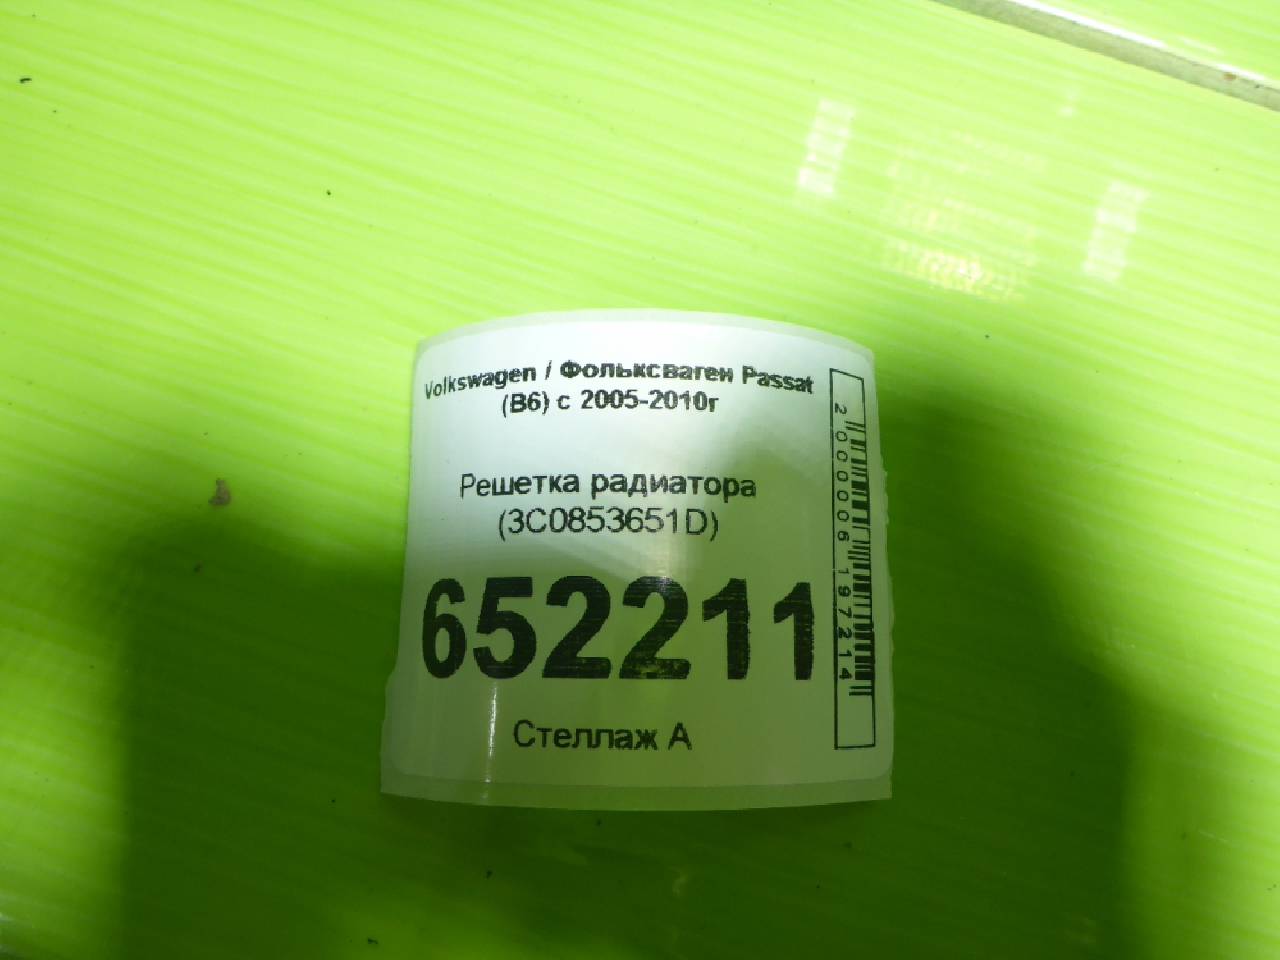 Volkswagen / Фольксваген Passat
(B6) с 2005-2010г
Решетка радиатора
(3C0853651D)
652211
Стеллаж А
2000006197214